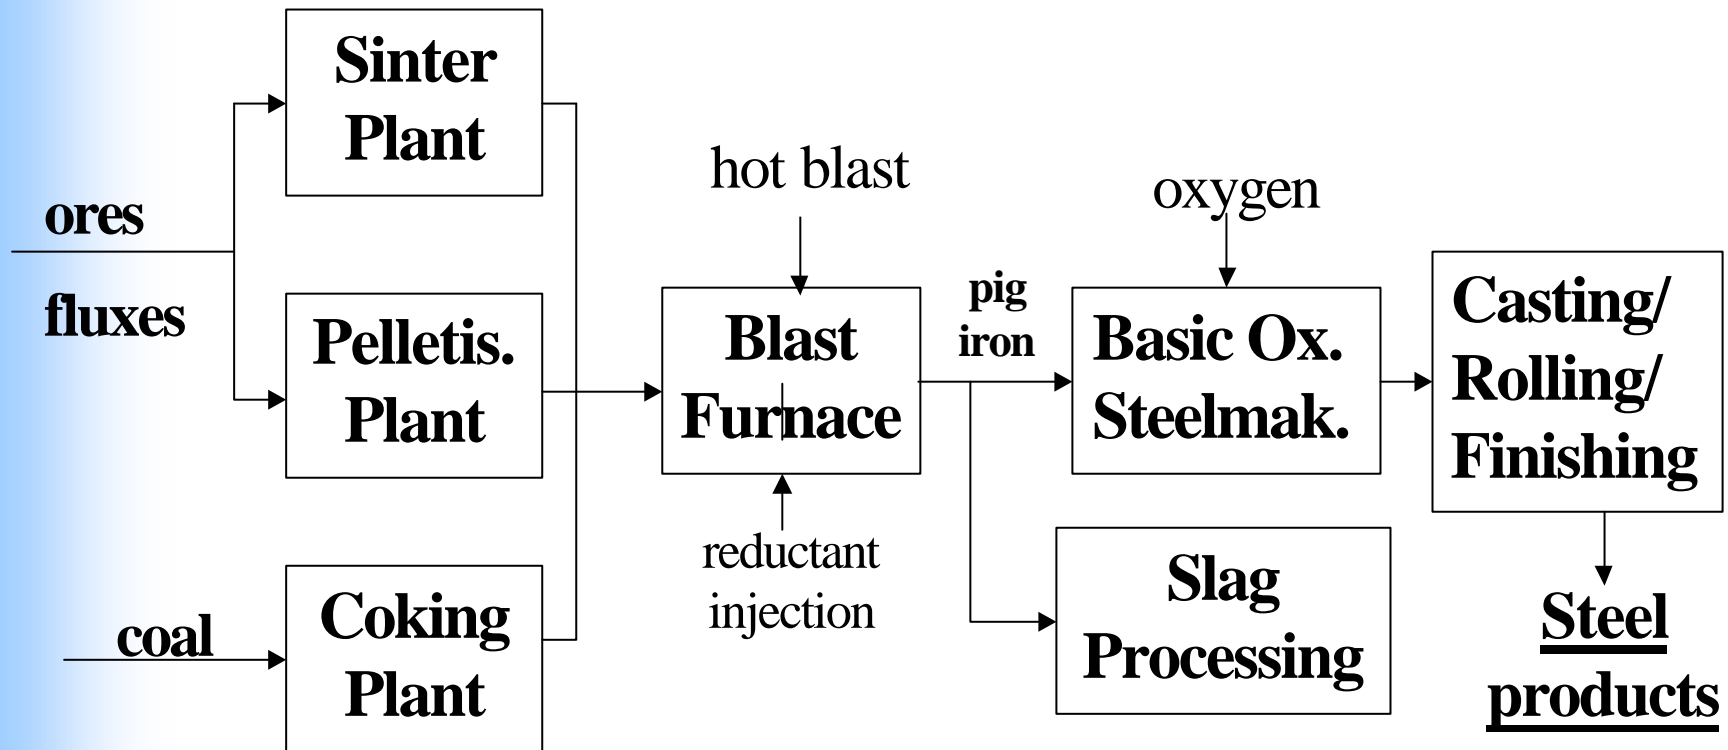 Sinter
Plant
ores
fluxes
Pelletis.
Plant
coal
Coking
Plant
hot blast
Blast
Furnace
reductant
injection
pig
iron
oxygen
Basic Ox.
Steelmak.
Slag
Processing
Casting/
Rolling/
Finishing
Steel
products